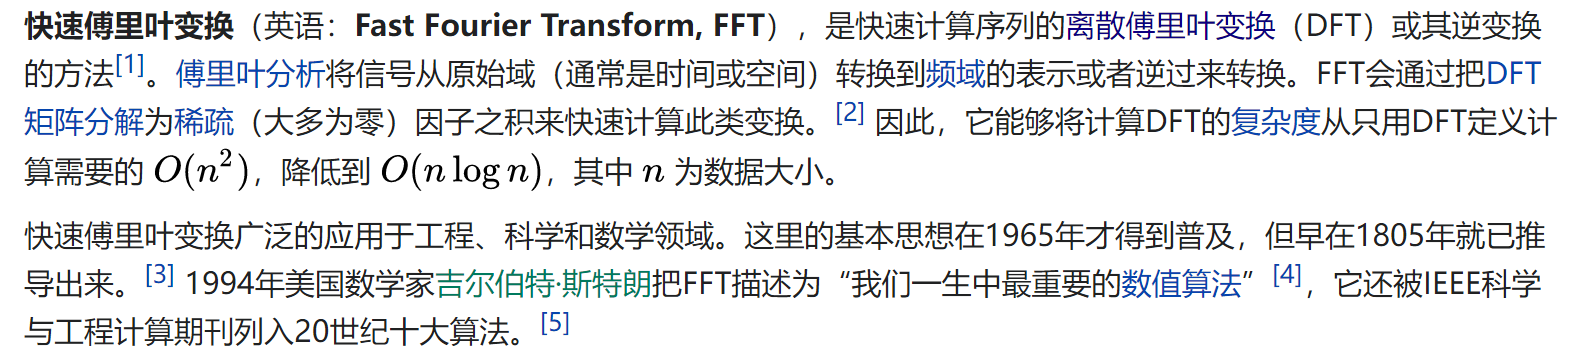 快速傅里叶变换（英语：Fast Fourier Transform, FFT），是快速计算序列的离散傅里叶变换（DFT）或其逆变换
的方法[1]。傅里叶分析将信号从原始域（通常是时间或空间）转换到频域的表示或者逆过来转换。FFT会通过把DFT
矩阵分解为稀疏（大多为零）因子之积来快速计算此类变换。[2] 因此，它能够将计算DFT的复杂度从只用DFT定义计
算需要的 O(n²)，降低到 O(n log n)，其中 n 为数据大小。
快速傅里叶变换广泛的应用于工程、科学和数学领域。这里的基本思想在1965年才得到普及，但早在1805年就已推
导出来。[3] 1994年美国数学家吉尔伯特·斯特朗把FFT描述为“我们一生中最重要的数值算法”[4]，它还被IEEE科学
与工程计算期刊列入20世纪十大算法。[5]